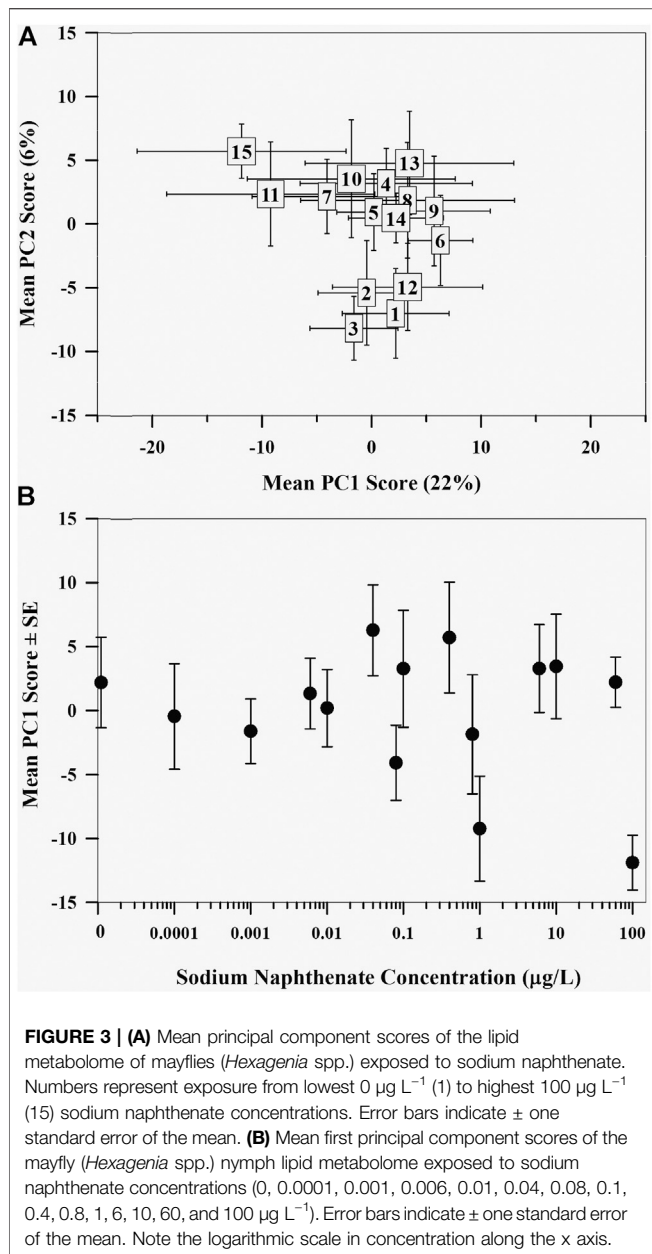 A
15
10
5
0
-5
-10
-15
Mean PC2 Score (6%)
15
13
10
4
11
7
8
5
14
9
6
2
12
1
3
-20
-10
0
10
20
Mean PC1 Score (22%)
B
15
10
5
0
-5
-10
-15
Mean PC1 Score ± SE
0
0.0001
0.001
0.01
0.1
1
10
100
Sodium Naphthenate Concentration (µg/L)
FIGURE 3 | (A) Mean principal component scores of the lipid
metabolome of mayflies (Hexagenia spp.) exposed to sodium naphthenate.
Numbers represent exposure from lowest 0 µg L⁻¹ (1) to highest 100 µg L⁻¹
(15) sodium naphthenate concentrations. Error bars indicate ± one
standard error of the mean. (B) Mean first principal component scores of the
mayfly (Hexagenia spp.) nymph lipid metabolome exposed to sodium
naphthenate concentrations (0, 0.0001, 0.001, 0.006, 0.01, 0.04, 0.08, 0.1,
0.4, 0.8, 1, 6, 10, 60, and 100 µg L⁻¹). Error bars indicate ± one standard error
of the mean. Note the logarithmic scale in concentration along the x axis.